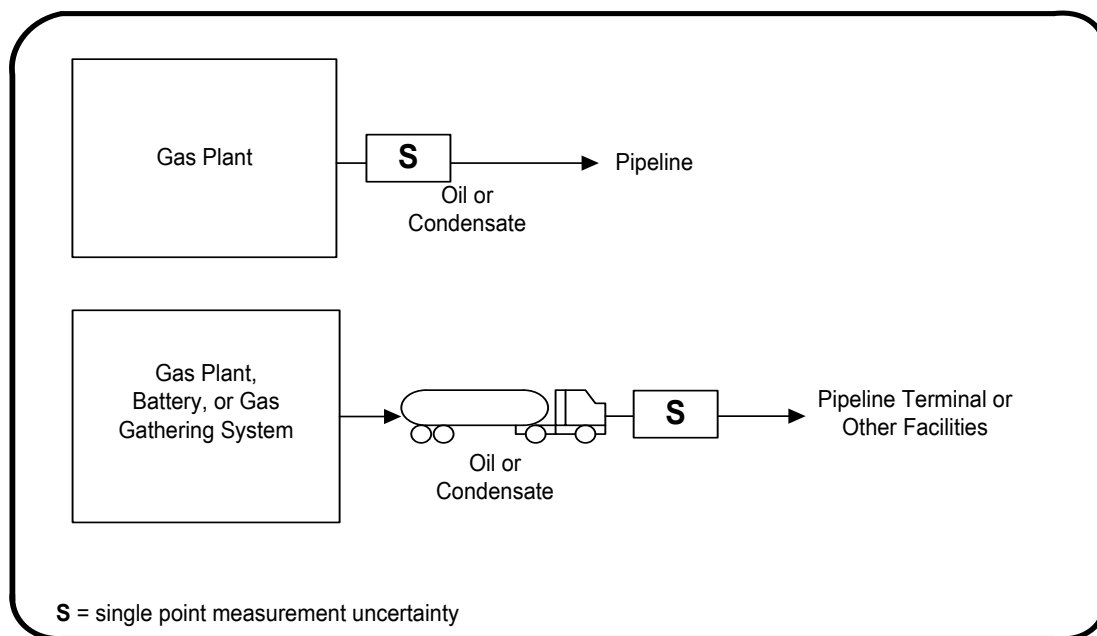 Gas Plant
S
Oil or
Condensate
Pipeline
Gas Plant,
Battery, or Gas
Gathering System
Oil or
Condensate
S
Pipeline Terminal or
Other Facilities
S = single point measurement uncertainty